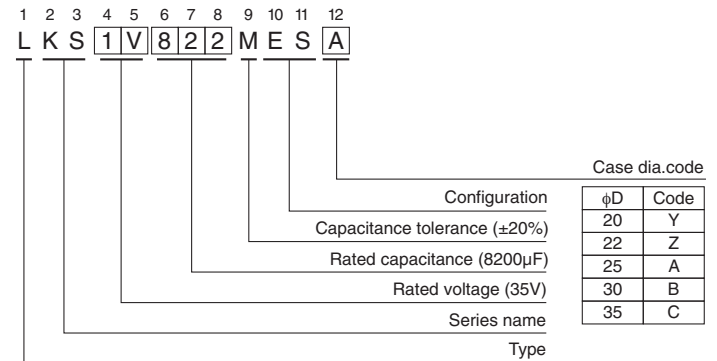 1 2 3 4 5 6 7 8 9 10 11 12
L K S 1 V 8 2 2 M E S A
Case dia.code
Configuration
Capacitance tolerance (±20%)
Rated capacitance (8200µF)
Rated voltage (35V)
Series name
Type
ϕD Code
20 Y
22 Z
25 A
30 B
35 C